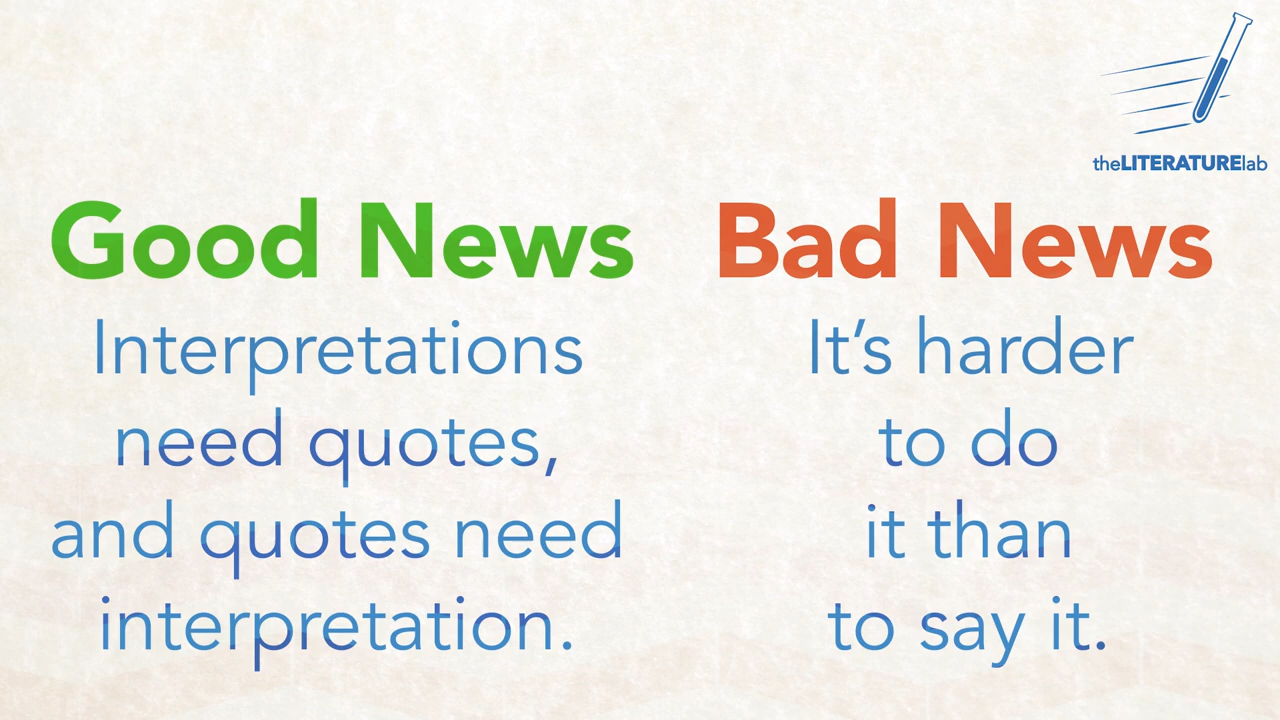 theLITERATURElab
Good News
Interpretations
need quotes,
and quotes need
interpretation.
Bad News
It’s harder
to do
it than
to say it.